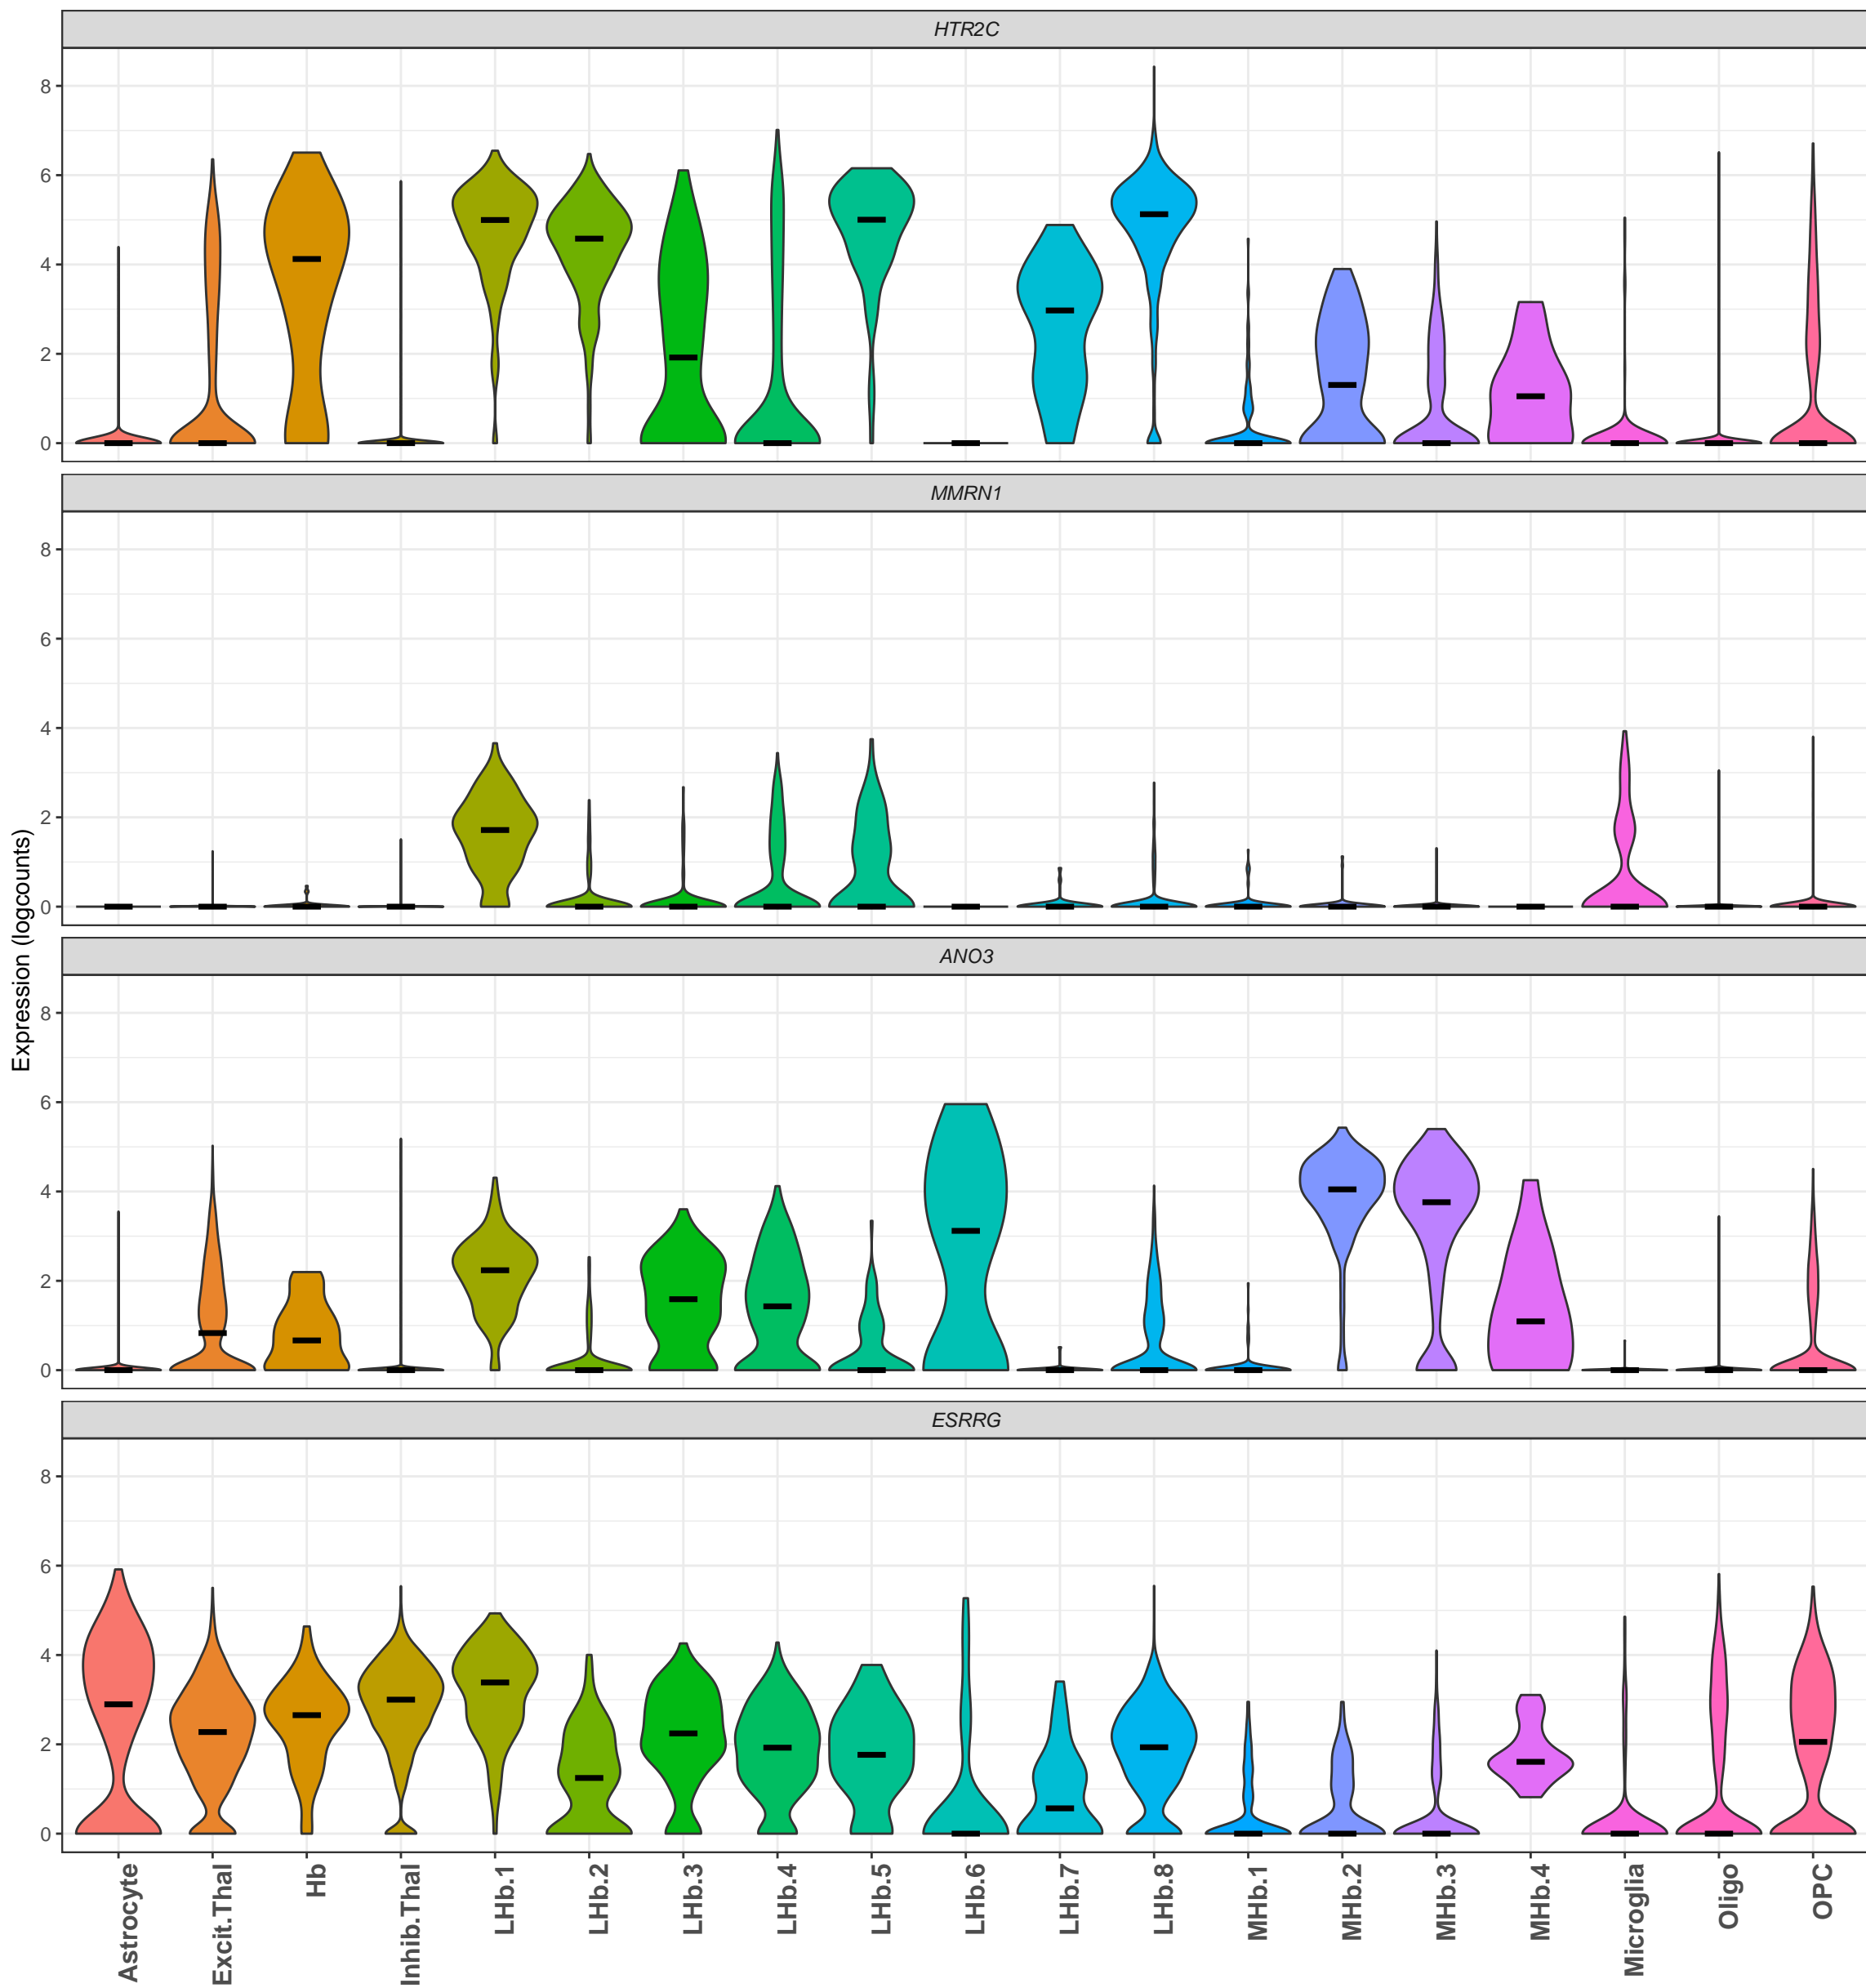 HTR2C
8
6
4
2
0
MMRN1
8
6
4
2
0
Expression (logcounts)
ANO3
8
6
4
2
0
ESRRG
8
6
4
2
0
Astrocyte
Excit.Thal
Hb
Inhib.Thal
LHb.1
LHb.2
LHb.3
LHb.4
LHb.5
LHb.6
LHb.7
LHb.8
MHb.1
MHb.2
MHb.3
MHb.4
Microglia
Oligo
OPC